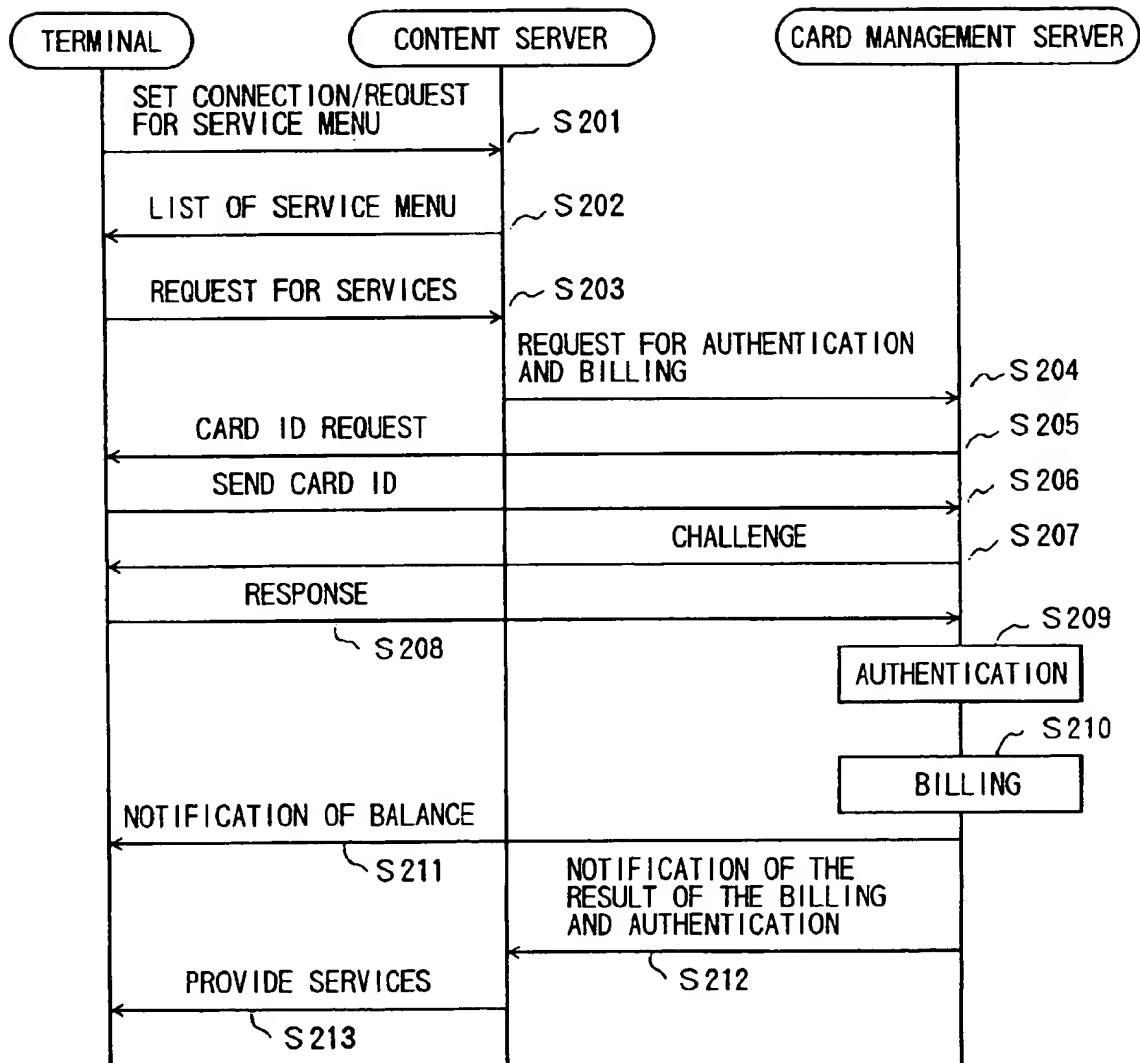 TERMINAL
CONTENT SERVER
CARD MANAGEMENT SERVER
SET CONNECTION/REQUEST
FOR SERVICE MENU
S201
LIST OF SERVICE MENU
S202
REQUEST FOR SERVICES
S203
REQUEST FOR AUTHENTICATION
AND BILLING
S204
CARD ID REQUEST
S205
SEND CARD ID
S206
CHALLENGE
S207
RESPONSE
S208
S209
AUTHENTICATION
S210
BILLING
NOTIFICATION OF BALANCE
S211
NOTIFICATION OF THE
RESULT OF THE BILLING
AND AUTHENTICATION
S212
PROVIDE SERVICES
S213